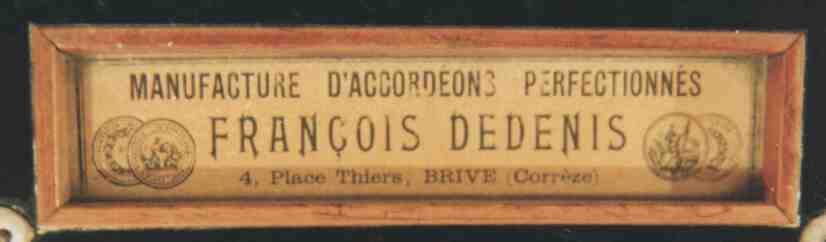 MANUFACTURE D'ACCORDÉONS PERFECTIONNÉS
FRANÇOIS DEDENIS
4, Place Thiers, BRIVE (Corrèze)